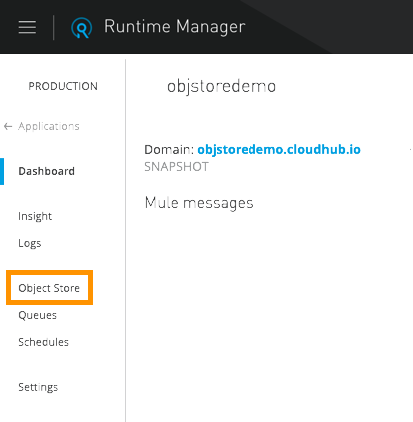 Runtime Manager
PRODUCTION
Applications
Dashboard
Insight
Logs
Object Store
Queues
Schedules
Settings
objstoredemo
Domain: objstoredemo.cloudhub.io
SNAPSHOT
Mule messages